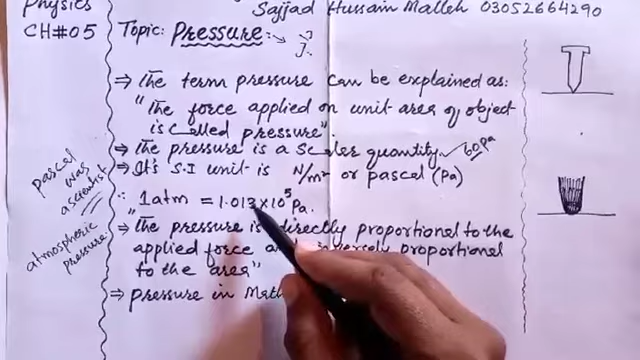 Physics
CH#05
Sajjad Hussain Malleh 03052664290
Topic: Pressure:→
⇒ The term pressure can be explained as:
"The force applied on unit area of object
is called pressure".
⇒ The pressure is a Scaler quantity. 60Pa
⇒ It's S.I unit is N/m² or pascal (Pa)
∴ 1atm = 1.013×10⁵Pa.
⇒ "The pressure is directly proportional to the
applied force inversely proportional
to the area"
⇒ pressure in Math
pascal
was
a scientist
atmospheric
pressure